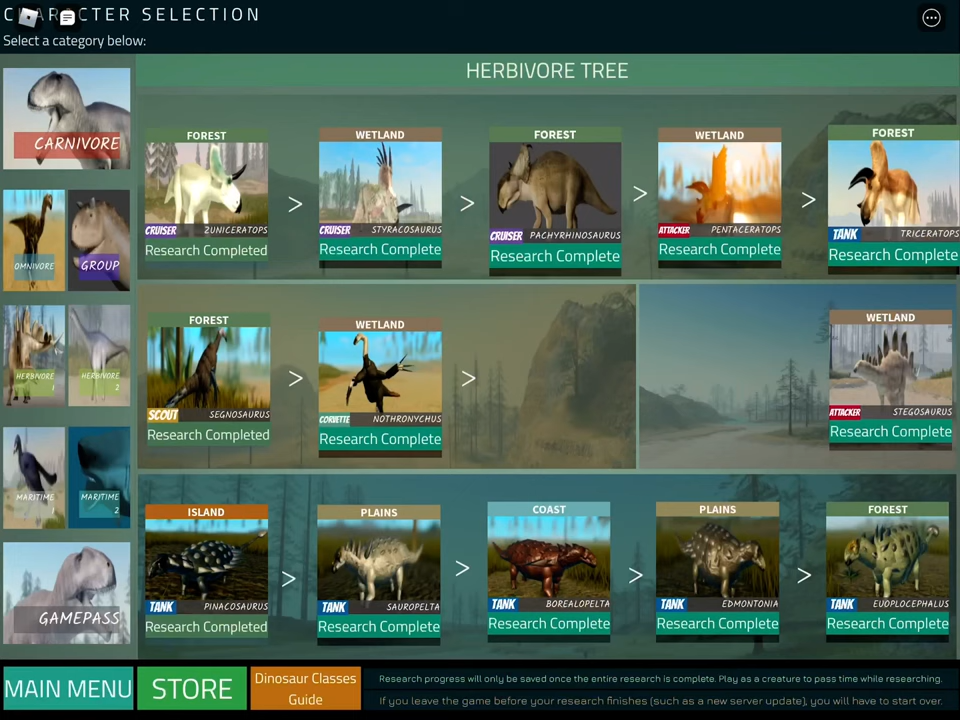 CHARACTER SELECTION
Select a category below:
HERBIVORE TREE
CARNIVORE
OMNIVORE
GROUP
HERBIVORE 1
HERBIVORE 2
MARITIME 1
MARITIME 2
GAMEPASS
FOREST
CRUISER ZUNICERATOPS
Research Completed
>
WETLAND
CRUISER STYRACOSAURUS
Research Complete
>
FOREST
CRUISER PACHYRHINOSAURUS
Research Complete
>
WETLAND
ATTACKER PENTACERATOPS
Research Complete
>
FOREST
TANK TRICERATOPS
Research Complete
FOREST
SCOUT SEGNOSAURUS
Research Completed
>
WETLAND
CORVETTE NOTHRONYCHUS
Research Complete
>
WETLAND
ATTACKER STEGOSAURUS
Research Complete
ISLAND
TANK PINACOSAURUS
Research Completed
>
PLAINS
TANK SAUROPELTA
Research Complete
>
COAST
TANK BOREALOPELTA
Research Complete
>
PLAINS
TANK EDMONTONIA
Research Complete
>
FOREST
TANK EUOPLOCEPHALUS
Research Complete
MAIN MENU
STORE
Dinosaur Classes
Guide
Research progress will only be saved once the entire research is complete. Play as a creature to pass time while researching.
If you leave the game before your research finishes (such as a new server update), you will have to start over.